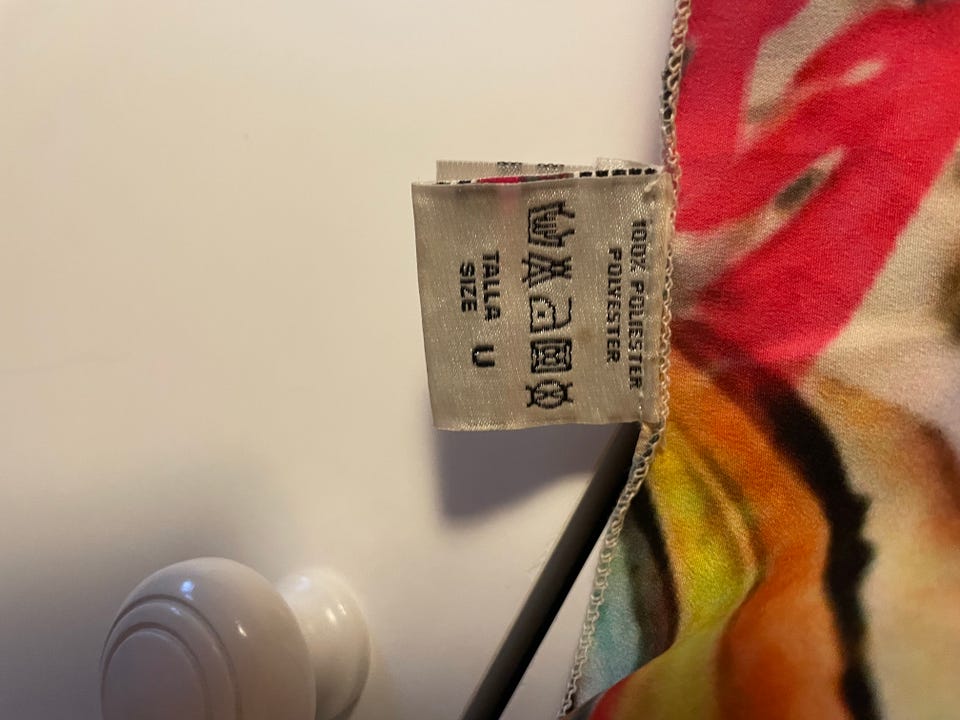 100% POLIESTER
POLYESTER
TALLA
SIZE
U